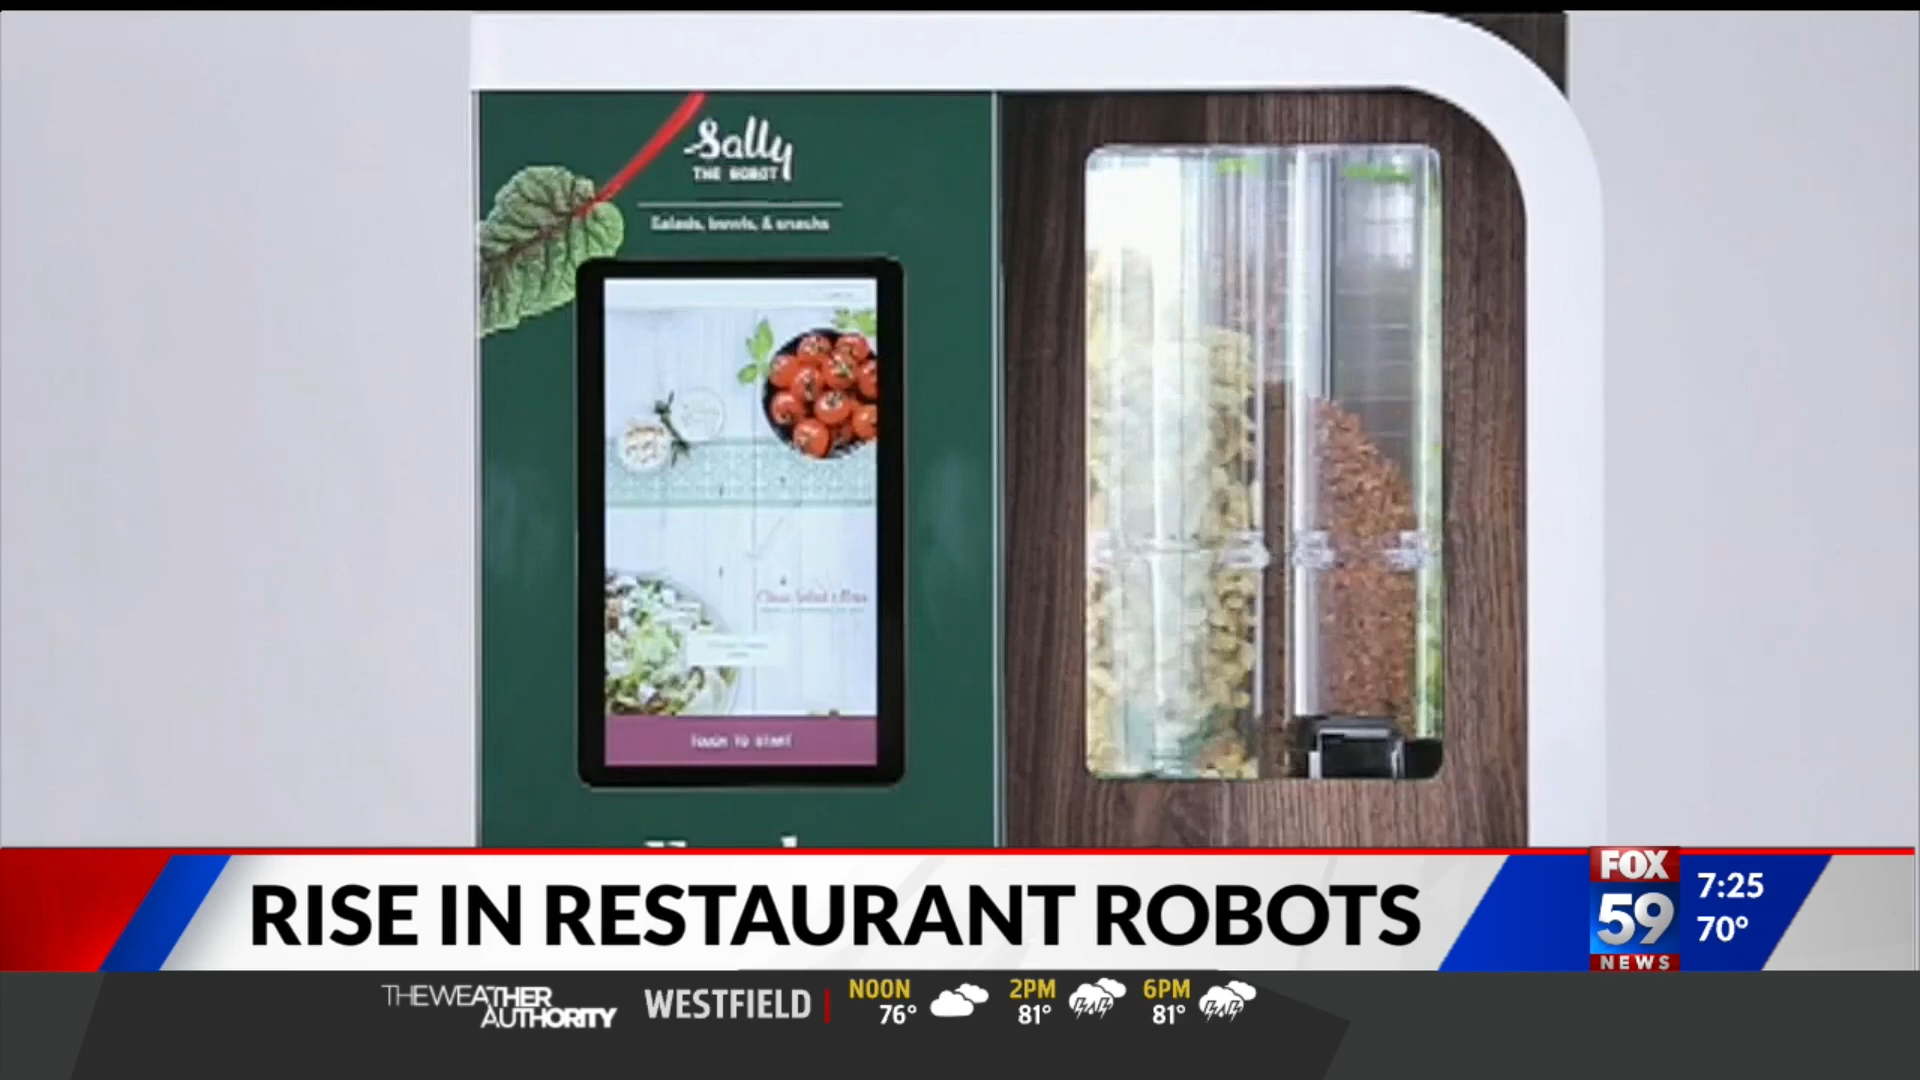 Sally
THE ROBOT
Salads, bowls, & snacks
TOUCH TO START
RISE IN RESTAURANT ROBOTS
FOX
59
NEWS
7:25
70°
THEWEATHER
AUTHORITY
WESTFIELD
NOON
76°
2PM
81°
6PM
81°